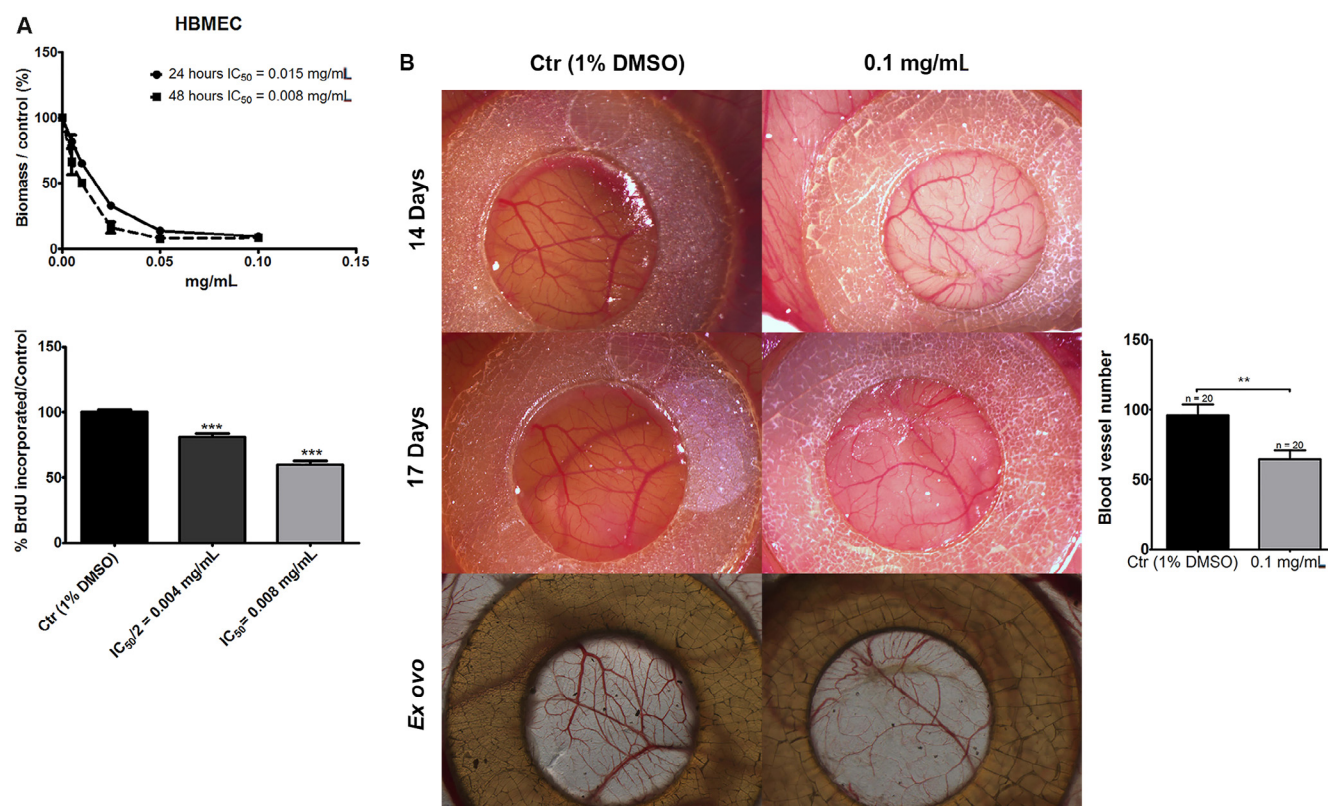 A
HBMEC
Biomass / control (%)
150
100
50
0
0.00
0.05
0.10
0.15
mg/mL
24 hours IC50 = 0.015 mg/mL
48 hours IC50 = 0.008 mg/mL
% BrdU incorporated/Control
150
100
50
0
***
***
Ctr (1% DMSO)
IC50/2 = 0.004 mg/mL
IC50= 0.008 mg/mL
B
Ctr (1% DMSO)
0.1 mg/mL
14 Days
17 Days
Ex ovo
Blood vessel number
150
100
50
0
**
n = 20
n = 20
Ctr (1% DMSO)
0.1 mg/mL